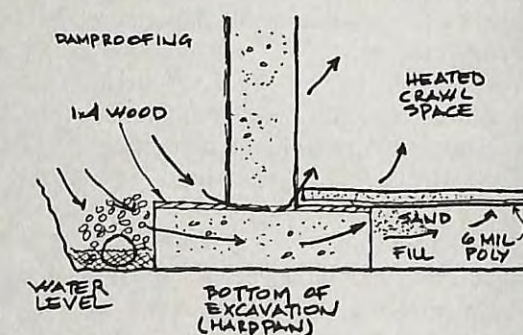 DAMPROOFING
1x4 WOOD
HEATED
CRAWL
SPACE
SAND
FILL
6 MIL
POLY
WATER
LEVEL
BOTTOM OF
EXCAVATION
(HARDPAN)